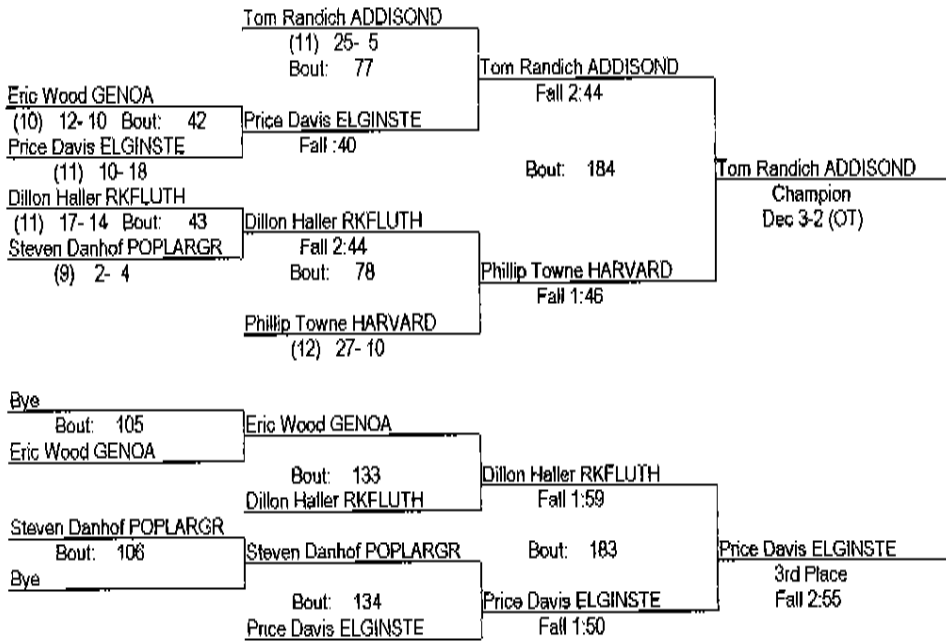 Tom Randich ADDISOND
(11) 25- 5
Bout: 77
Tom Randich ADDISOND
Fall 2:44
Eric Wood GENOA
(10) 12- 10 Bout: 42
Price Davis ELGINSTE
Fall :40
Price Davis ELGINSTE
(11) 10- 18
Bout: 184
Tom Randich ADDISOND
Champion
Dec 3-2 (OT)
Dillon Haller RKFLUTH
(11) 17- 14 Bout: 43
Dillon Haller RKFLUTH
Fall 2:44
Bout: 78
Steven Danhof POPLARGR
(9) 2- 4
Phillip Towne HARVARD
Fall 1:46
Phillip Towne HARVARD
(12) 27- 10
Bye
Bout: 105
Eric Wood GENOA
Eric Wood GENOA
Bout: 133
Dillon Haller RKFLUTH
Fall 1:59
Dillon Haller RKFLUTH
Steven Danhof POPLARGR
Bout: 106
Steven Danhof POPLARGR
Bout: 183
Price Davis ELGINSTE
3rd Place
Fall 2:55
Bye
Bout: 134
Price Davis ELGINSTE
Fall 1:50
Price Davis ELGINSTE